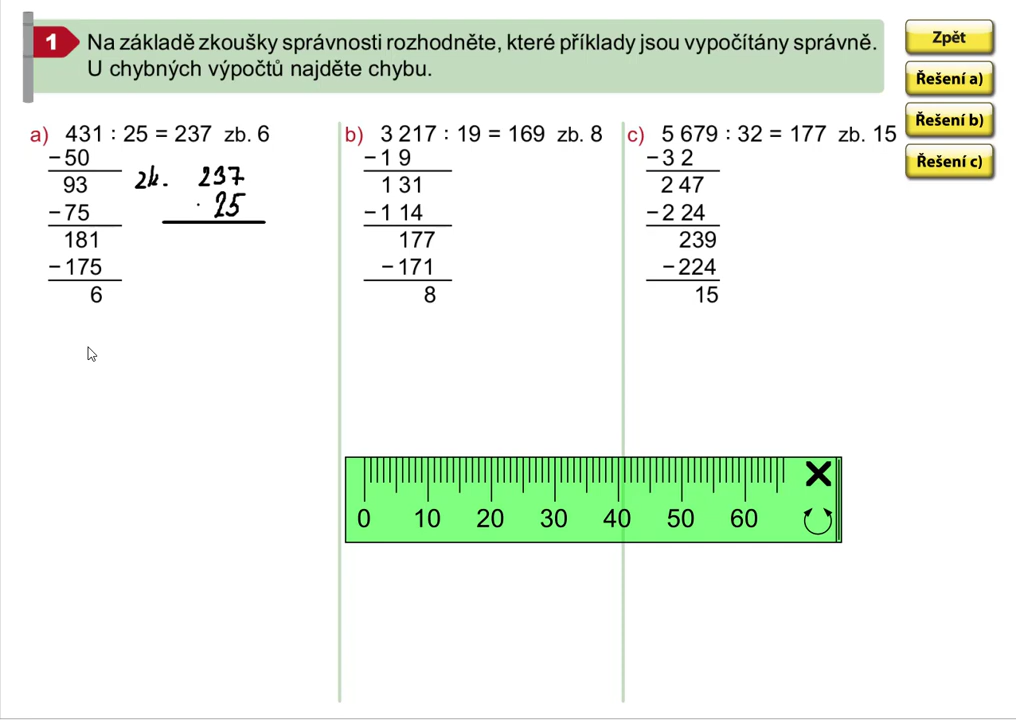 1 Na základě zkoušky správnosti rozhodněte, které příklady jsou vypočítány správně.
U chybných výpočtů najděte chybu.
Zpět
Řešení a)
Řešení b)
Řešení c)
a) 431 : 25 = 237 zb. 6
−50
93
−75
181
−175
6
zk. 237
· 25
b) 3 217 : 19 = 169 zb. 8
−1 9
1 31
−1 14
177
−171
8
c) 5 679 : 32 = 177 zb. 15
−3 2
2 47
−2 24
239
−224
15
0 10 20 30 40 50 60